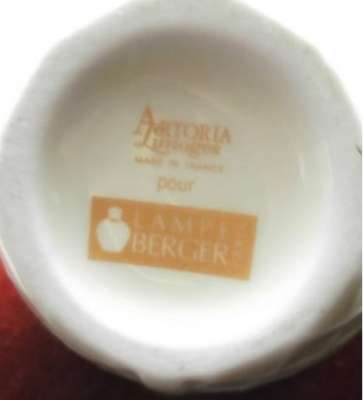 ARTORIA
Limoges
MADE IN FRANCE
pour
LAMPE
BERGER